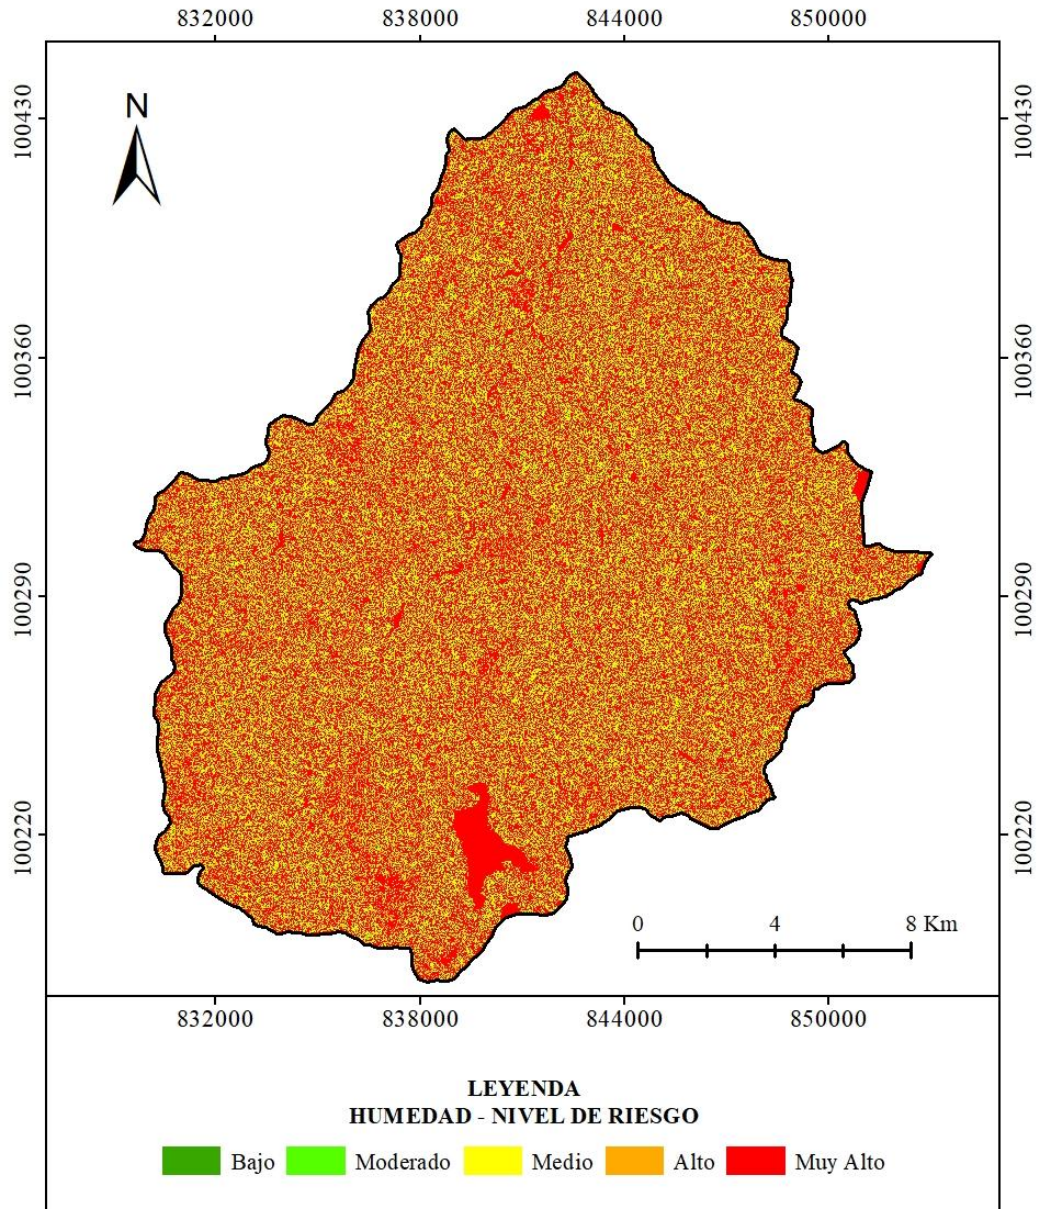 832000 838000 844000 850000
N
100430 100430
100360 100360
100290 100290
100220 100220
0 4 8 Km
832000 838000 844000 850000
LEYENDA
HUMEDAD - NIVEL DE RIESGO
Bajo Moderado Medio Alto Muy Alto